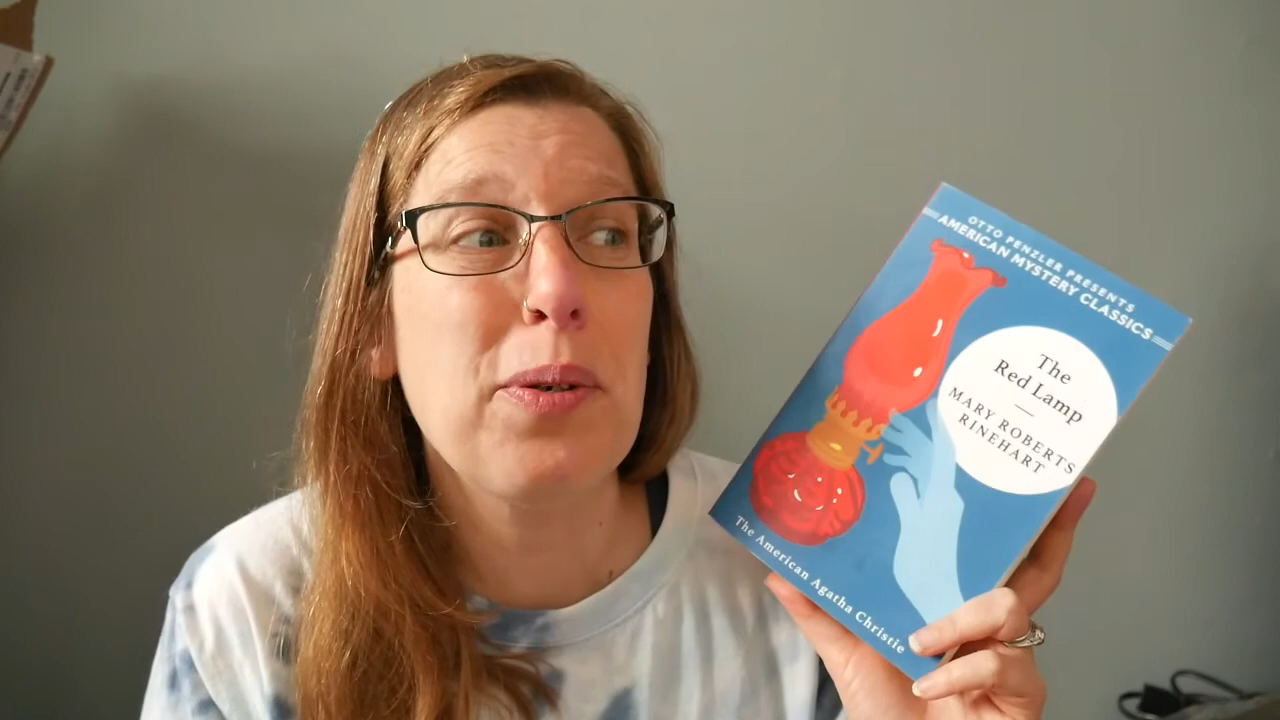 OTTO PENZLER PRESENTS
AMERICAN MYSTERY CLASSICS
The
Red Lamp
MARY ROBERTS
RINEHART
The American Agatha Christie